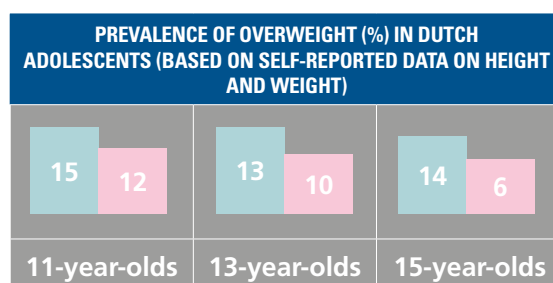 PREVALENCE OF OVERWEIGHT (%) IN DUTCH
ADOLESCENTS (BASED ON SELF-REPORTED DATA ON HEIGHT
AND WEIGHT)
15 12 13 10 14 6
11-year-olds 13-year-olds 15-year-olds